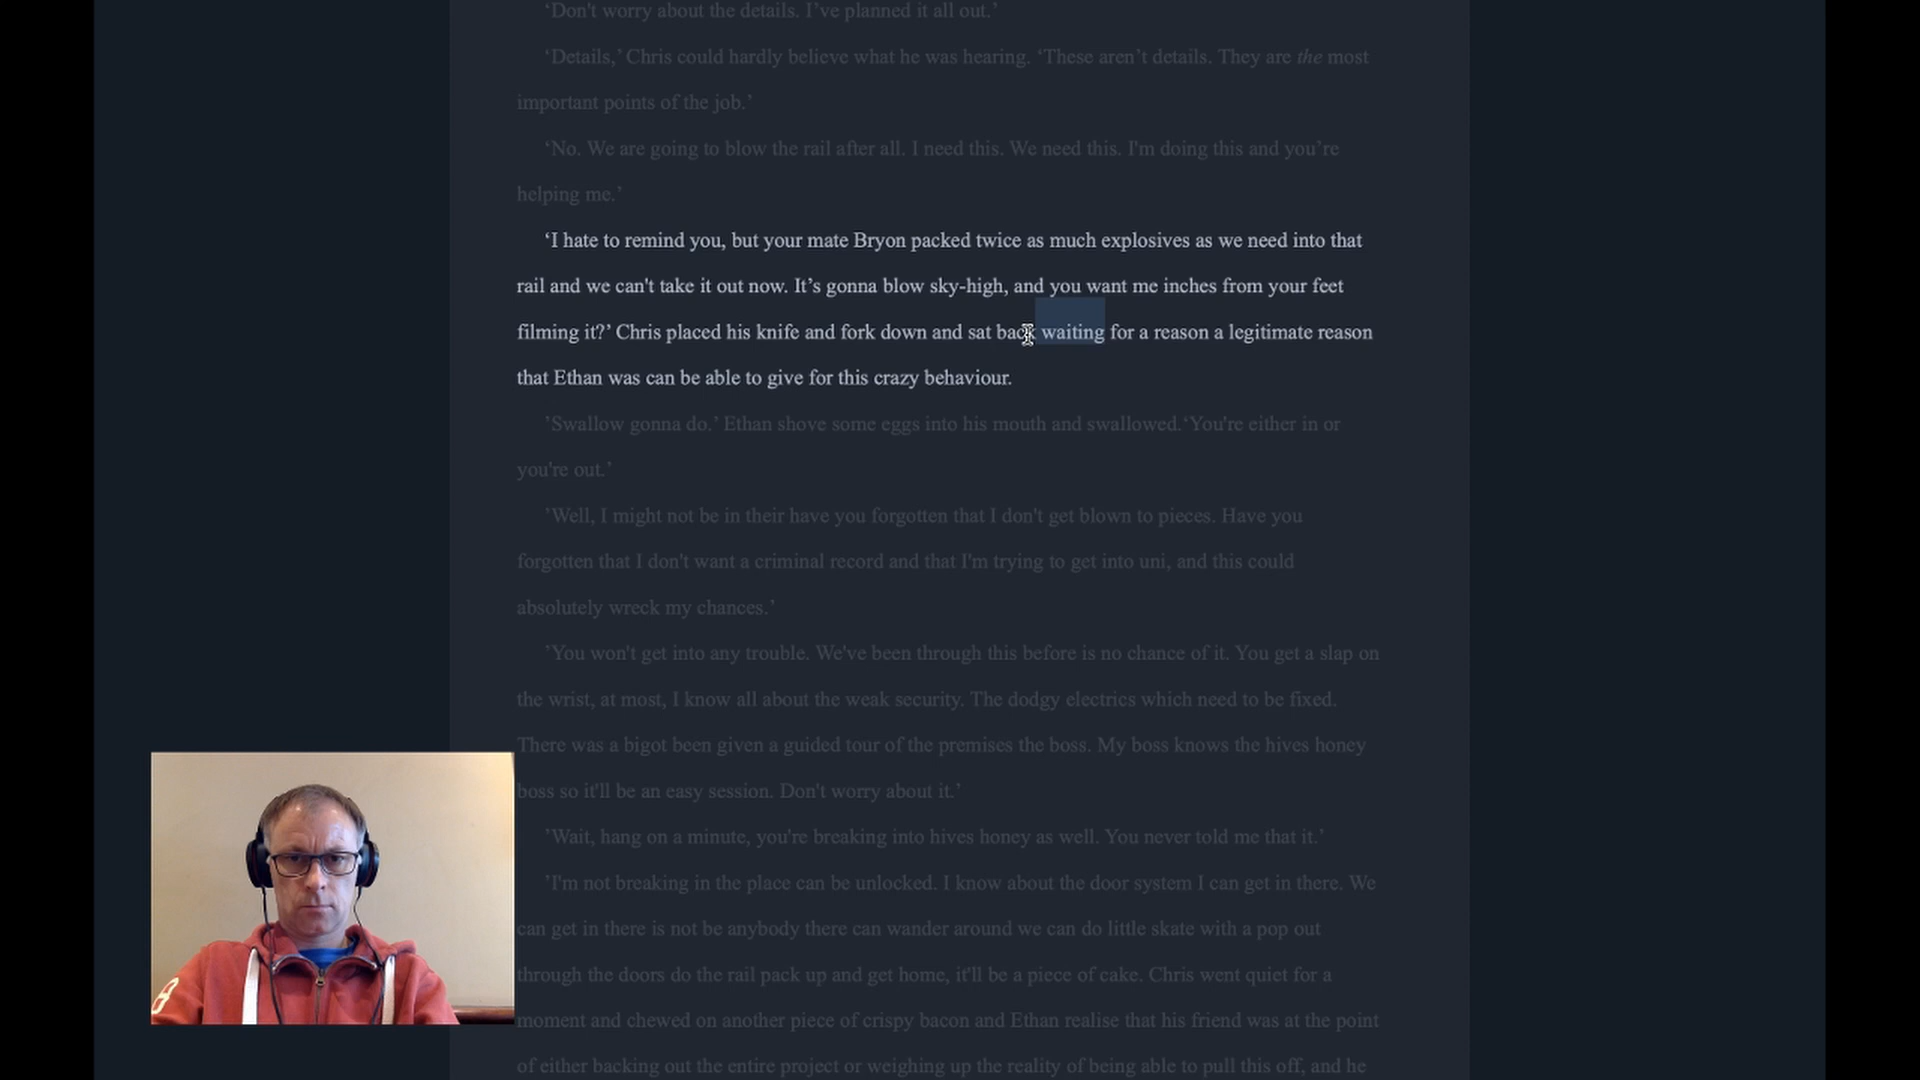 ‘Don't worry about the details. I’ve planned it all out.’
‘Details,’ Chris could hardly believe what he was hearing. ‘These aren’t details. They are the most
important points of the job.’
‘No. We are going to blow the rail after all. I need this. We need this. I'm doing this and you’re
helping me.’
‘I hate to remind you, but your mate Bryon packed twice as much explosives as we need into that
rail and we can't take it out now. It’s gonna blow sky-high, and you want me inches from your feet
filming it?’ Chris placed his knife and fork down and sat back waiting for a reason a legitimate reason
that Ethan was can be able to give for this crazy behaviour.
’Swallow gonna do.’ Ethan shove some eggs into his mouth and swallowed.‘You're either in or
you're out.’
’Well, I might not be in their have you forgotten that I don't get blown to pieces. Have you
forgotten that I don't want a criminal record and that I'm trying to get into uni, and this could
absolutely wreck my chances.’
’You won't get into any trouble. We've been through this before is no chance of it. You get a slap on
the wrist, at most, I know all about the weak security. The dodgy electrics which need to be fixed.
There was a bigot been given a guided tour of the premises the boss. My boss knows the hives honey
boss so it'll be an easy session. Don't worry about it.’
’Wait, hang on a minute, you're breaking into hives honey as well. You never told me that it.’
’I'm not breaking in the place can be unlocked. I know about the door system I can get in there. We
can get in there is not be anybody there can wander around we can do little skate with a pop out
through the doors do the rail pack up and get home, it'll be a piece of cake. Chris went quiet for a
moment and chewed on another piece of crispy bacon and Ethan realise that his friend was at the point
of either backing out the entire project or weighing up the reality of being able to pull this off, and he